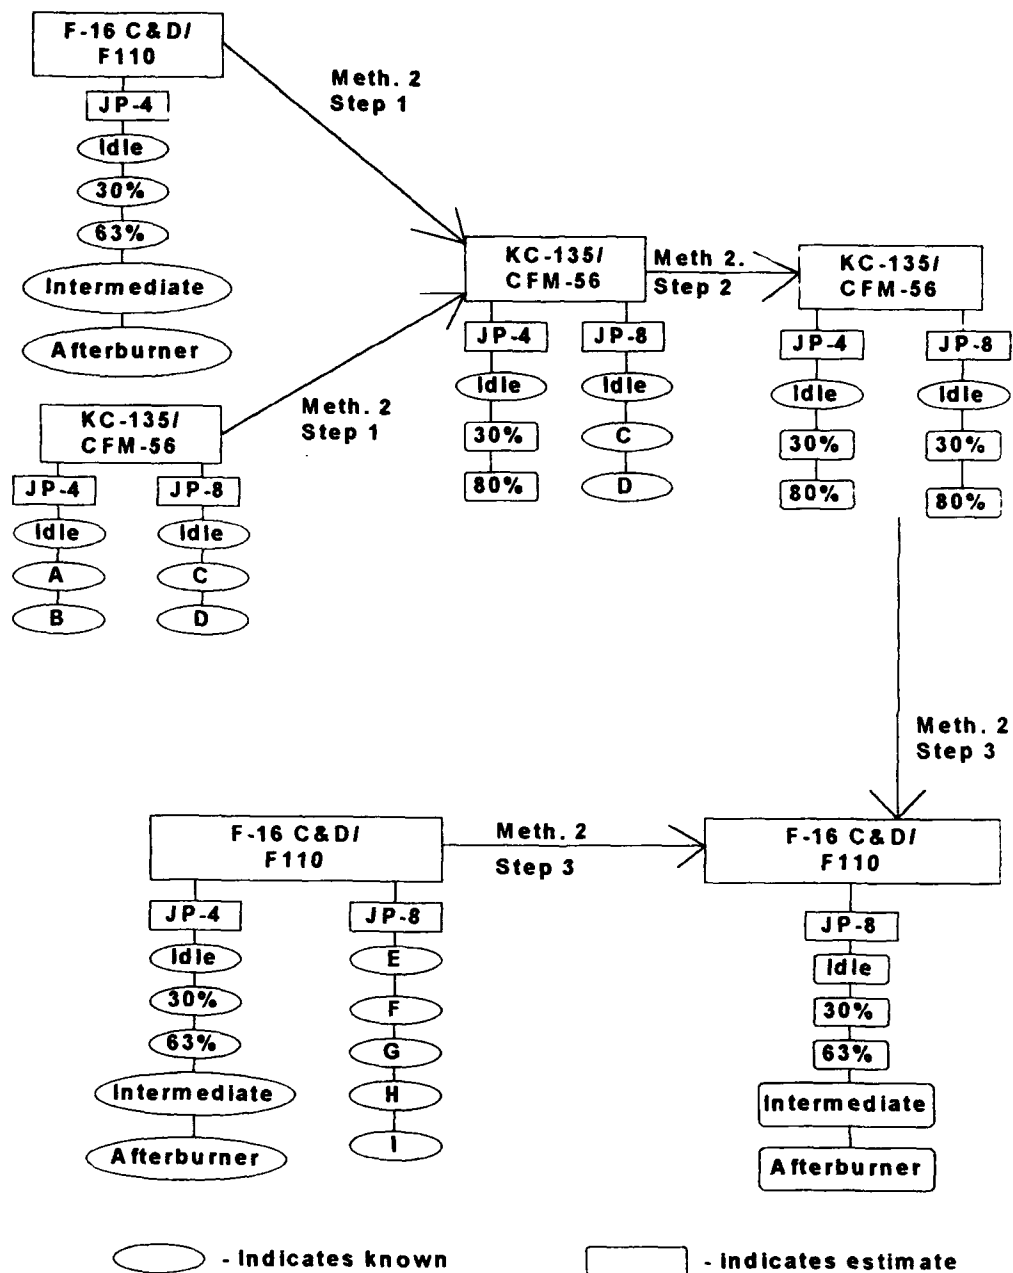 F-16 C&D/
F110
JP-4
Idle
30%
63%
Intermediate
Afterburner
Meth. 2
Step 1
KC-135/
CFM-56
JP-4
Idle
A
B
JP-8
Idle
C
D
Meth. 2
Step 1
KC-135/
CFM-56
JP-4
Idle
30%
80%
JP-8
Idle
C
D
Meth 2.
Step 2
KC-135/
CFM-56
JP-4
Idle
30%
80%
JP-8
Idle
30%
80%
Meth. 2
Step 3
F-16 C&D/
F110
JP-4
Idle
30%
63%
Intermediate
Afterburner
JP-8
E
F
G
H
I
Meth. 2
Step 3
F-16 C&D/
F110
JP-8
Idle
30%
63%
Intermediate
Afterburner
- Indicates known
- indicates estimate